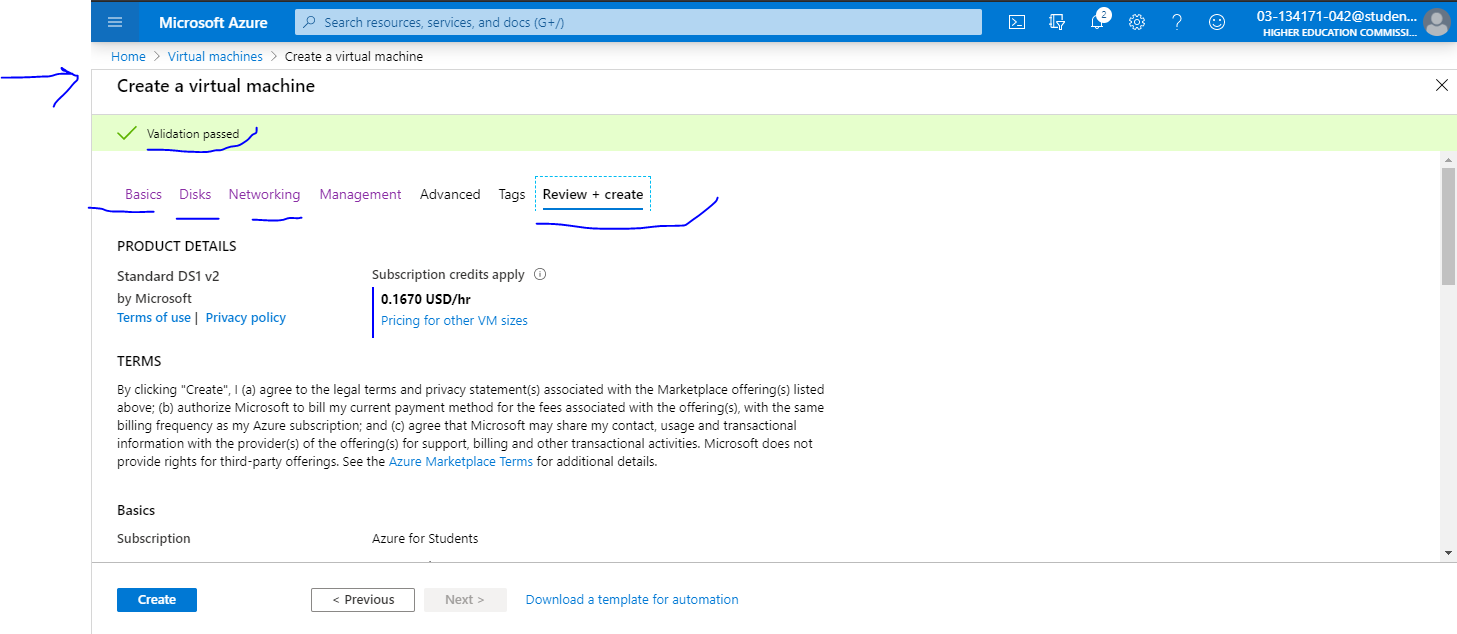 Microsoft Azure
Search resources, services, and docs (G+/)
2
03-134171-042@studen...
HIGHER EDUCATION COMMISSI...
Home > Virtual machines > Create a virtual machine
Create a virtual machine
Validation passed
Basics Disks Networking Management Advanced Tags Review + create
PRODUCT DETAILS
Standard DS1 v2
by Microsoft
Terms of use | Privacy policy
Subscription credits apply
0.1670 USD/hr
Pricing for other VM sizes
TERMS
By clicking "Create", I (a) agree to the legal terms and privacy statement(s) associated with the Marketplace offering(s) listed
above; (b) authorize Microsoft to bill my current payment method for the fees associated with the offering(s), with the same
billing frequency as my Azure subscription; and (c) agree that Microsoft may share my contact, usage and transactional
information with the provider(s) of the offering(s) for support, billing and other transactional activities. Microsoft does not
provide rights for third-party offerings. See the Azure Marketplace Terms for additional details.
Basics
Subscription Azure for Students
Create < Previous Next > Download a template for automation